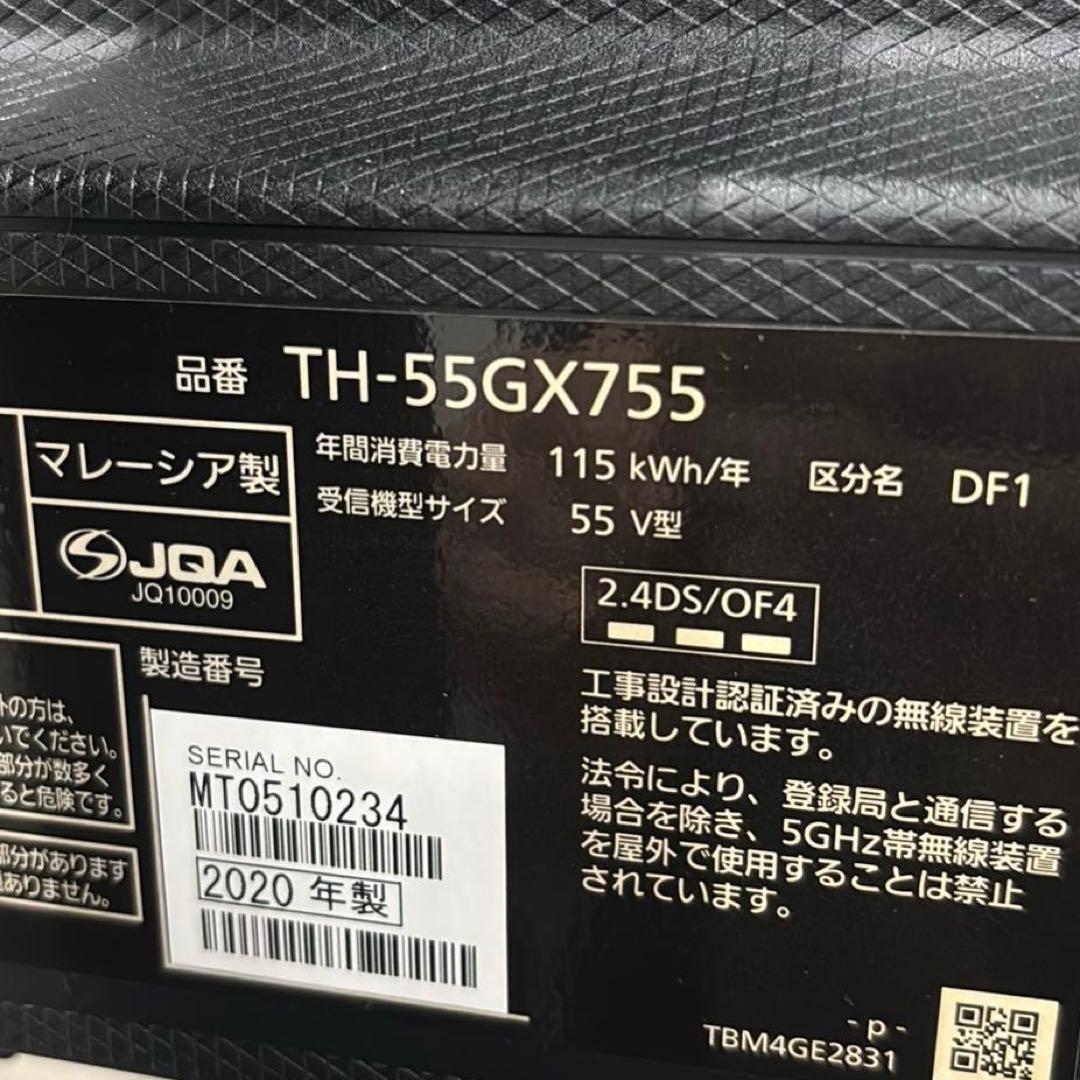 品番 TH-55GX755
マレーシア製
年間消費電力量 115 kWh/年 区分名 DF1
受信機型サイズ 55 V型
JQA
JQ10009
2.4DS/OF4
製造番号
工事設計認証済みの無線装置を
搭載しています。
法令により、登録局と通信する
場合を除き、5GHz帯無線装置
を屋外で使用することは禁止
されています。
トの方は、
いでください。
部分が数多く
ると危険です。
部分があります
ありません。
SERIAL NO.
MT0510234
2020 年製
- p -
TBM4GE2831